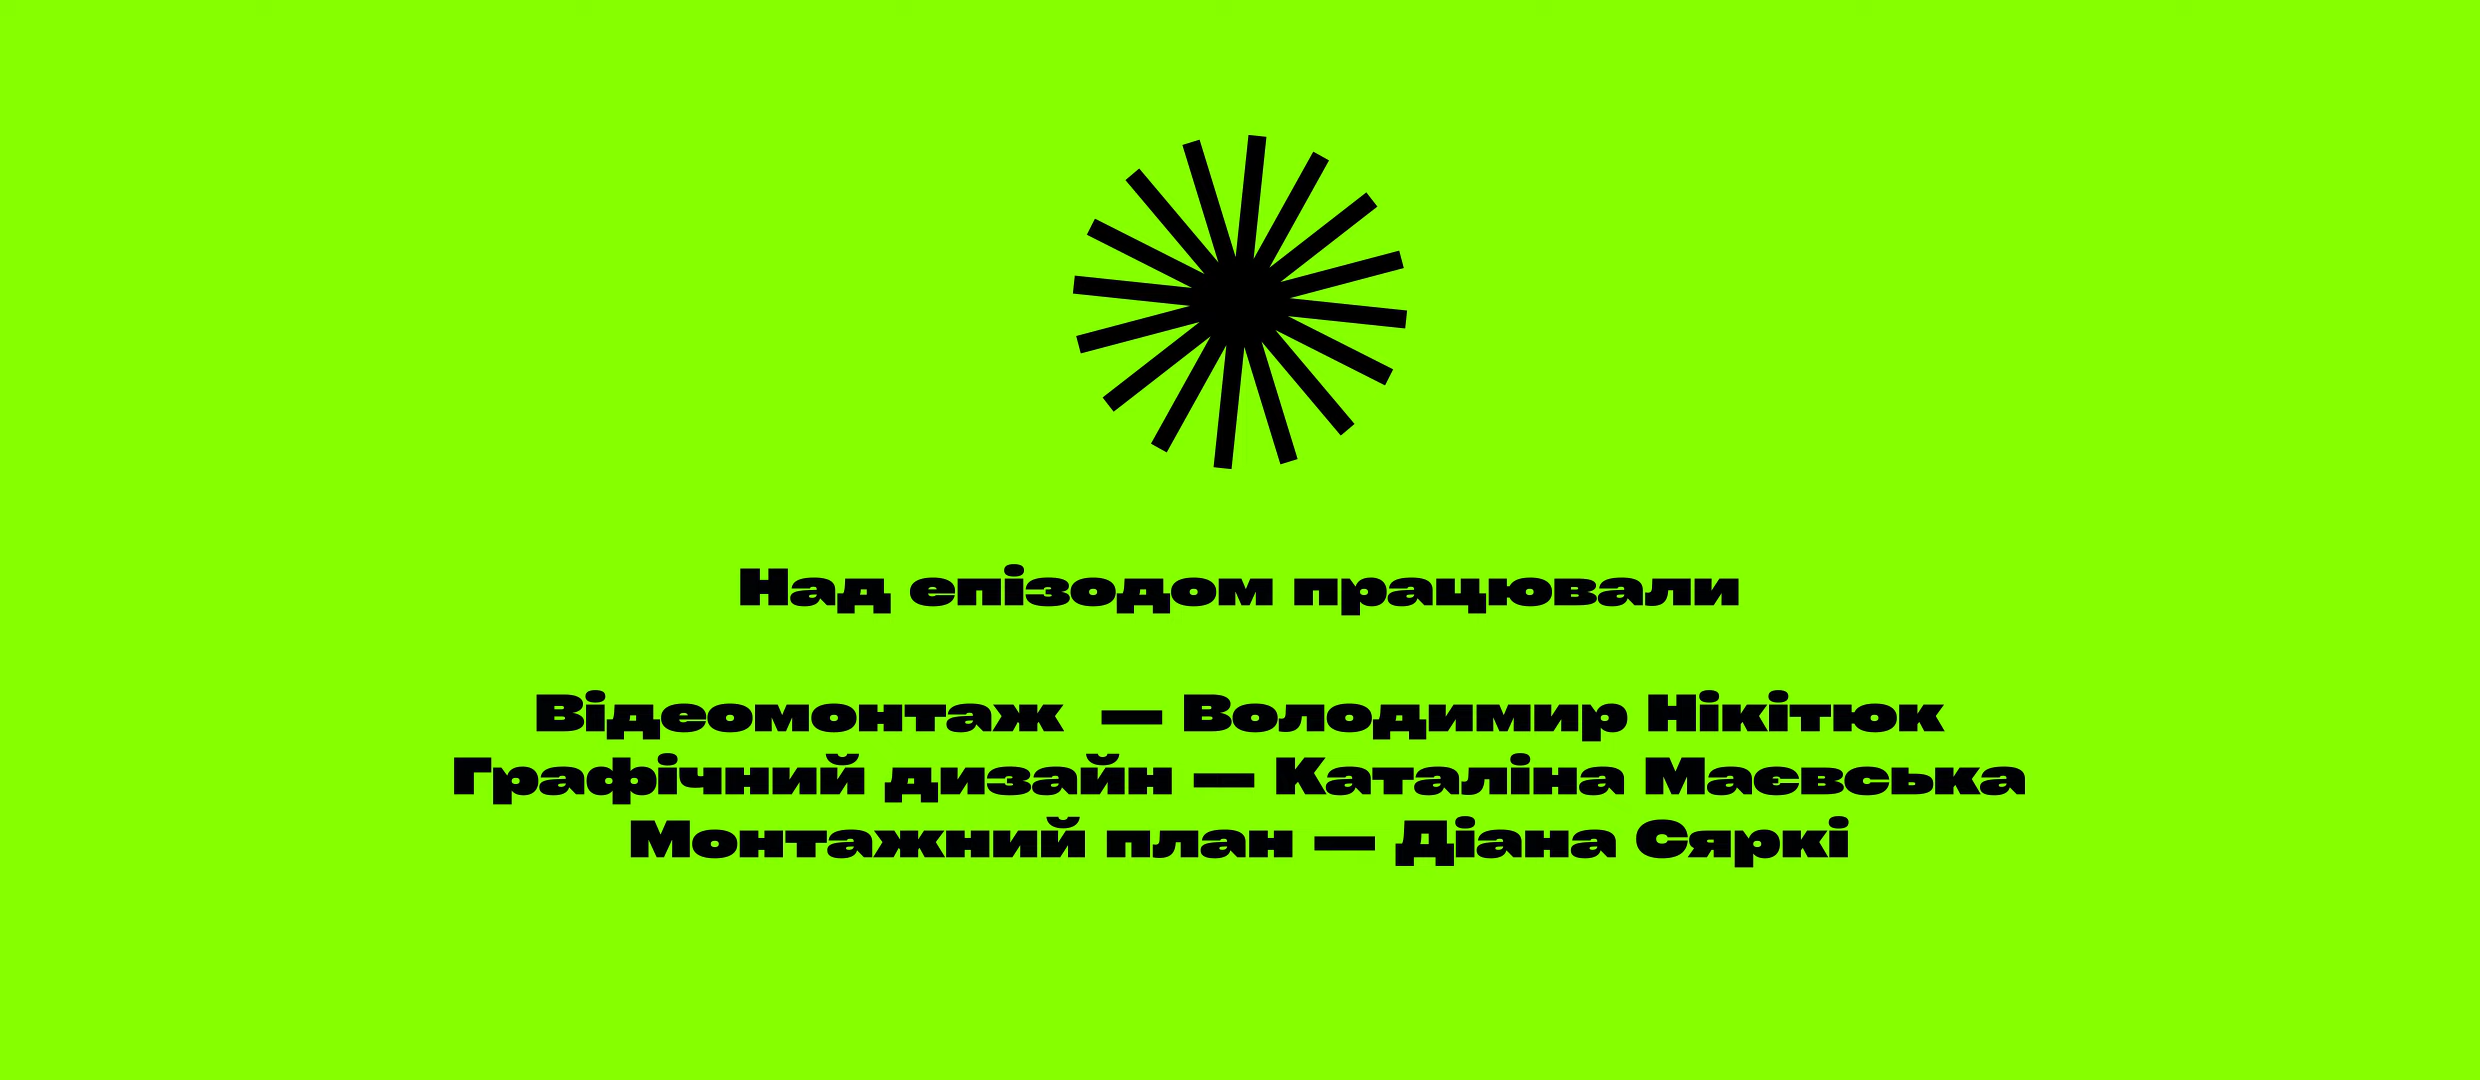 Над епізодом працювали
Відеомонтаж — Володимир Нікітюк
Графічний дизайн — Каталіна Маєвська
Монтажний план — Діана Сяркі